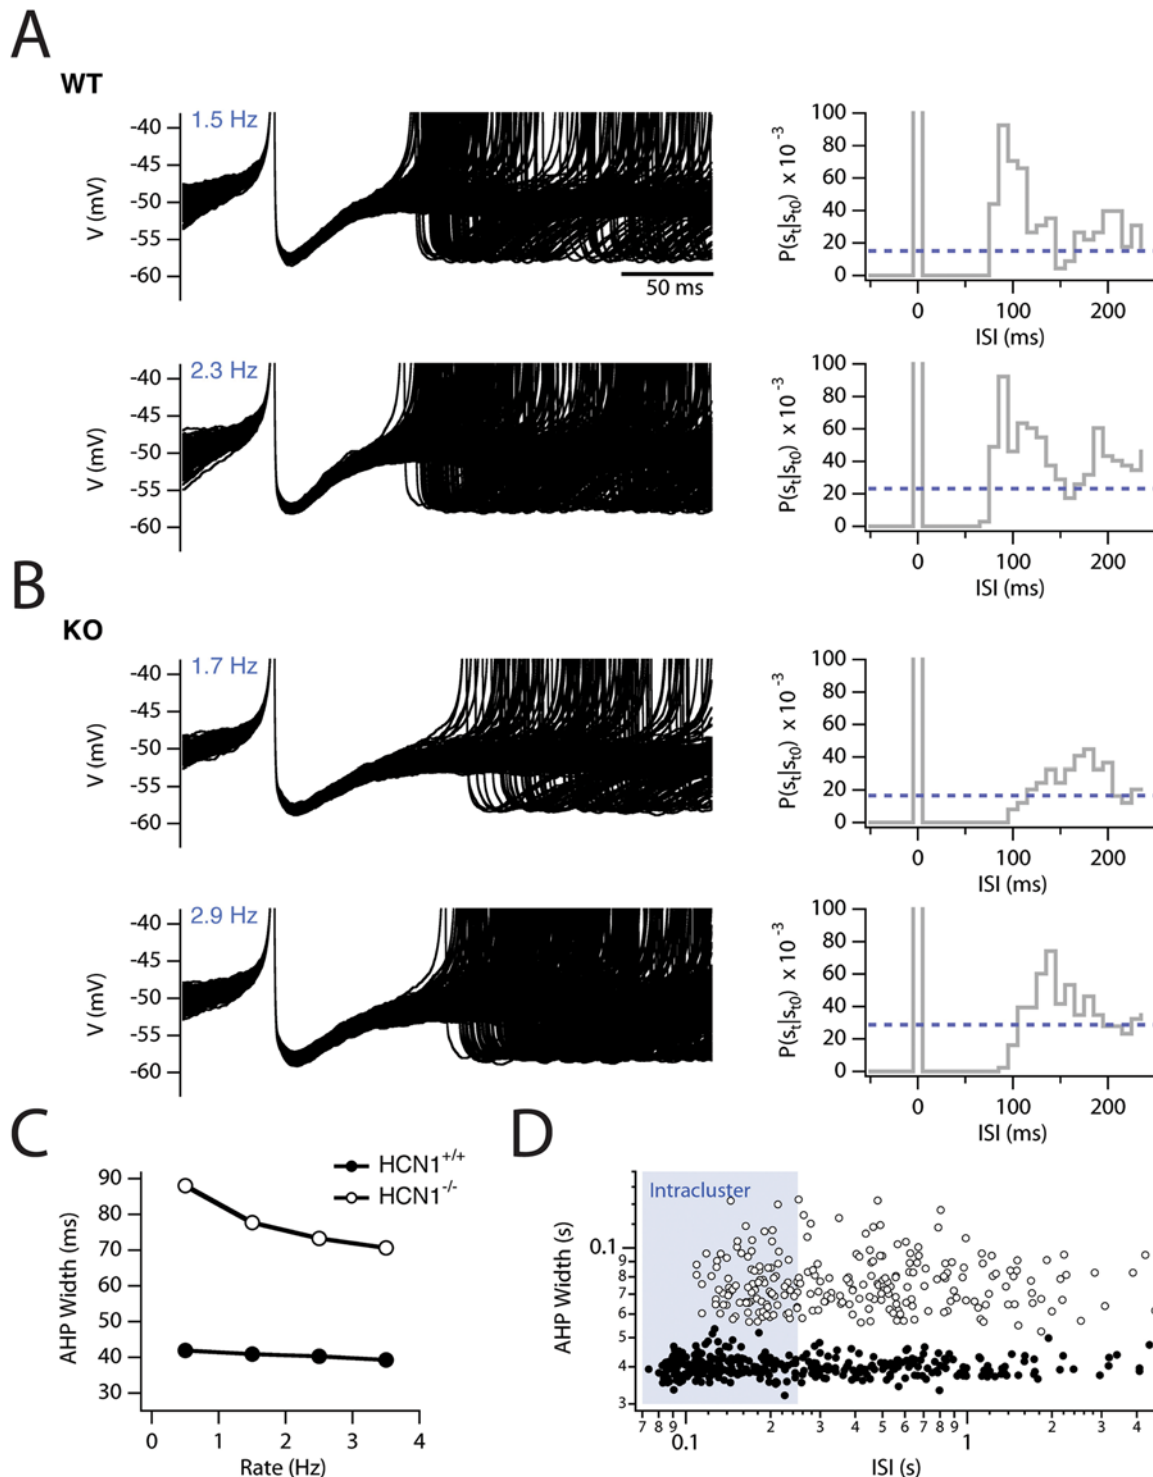 A
WT
1.5 Hz
-40
-45
-50
-55
-60
V (mV)
50 ms
100
80
60
40
20
0
P(st|st0) x 10-3
0 100 200
ISI (ms)
2.3 Hz
-40
-45
-50
-55
-60
V (mV)
100
80
60
40
20
0
P(st|st0) x 10-3
0 100 200
ISI (ms)
B
KO
1.7 Hz
-40
-45
-50
-55
-60
V (mV)
100
80
60
40
20
0
P(st|st0) x 10-3
0 100 200
ISI (ms)
2.9 Hz
-40
-45
-50
-55
-60
V (mV)
100
80
60
40
20
0
P(st|st0) x 10-3
0 100 200
ISI (ms)
C
HCN1+/+
HCN1-/-
90
80
70
60
50
40
30
AHP Width (ms)
0 1 2 3 4
Rate (Hz)
D
Intracluster
0.1
9
8
7
6
5
4
3
AHP Width (s)
7 8 9 0.1 2 3 4 5 6 7 8 9 1 2 3 4
ISI (s)